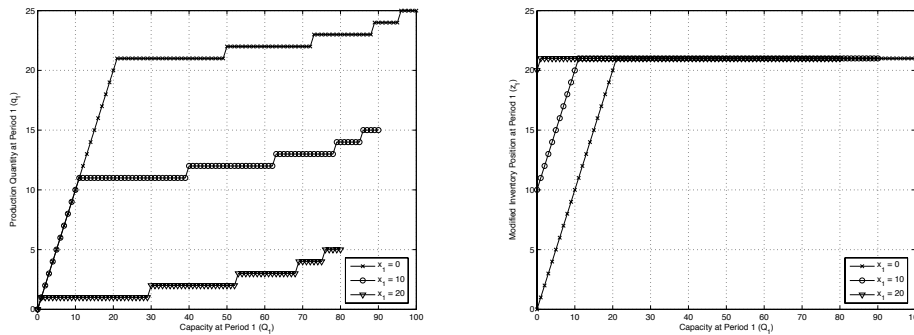 25
20
15
10
5
0
Production Quantity at Period 1 (q₁)
0 10 20 30 40 50 60 70 80 90 100
Capacity at Period 1 (Q₁)
x₁ = 0
x₁ = 10
x₁ = 20
25
20
15
10
5
0
Modified Inventory Position at Period 1 (z₁)
0 10 20 30 40 50 60 70 80 90 100
Capacity at Period 1 (Q₁)
x₁ = 0
x₁ = 10
x₁ = 20